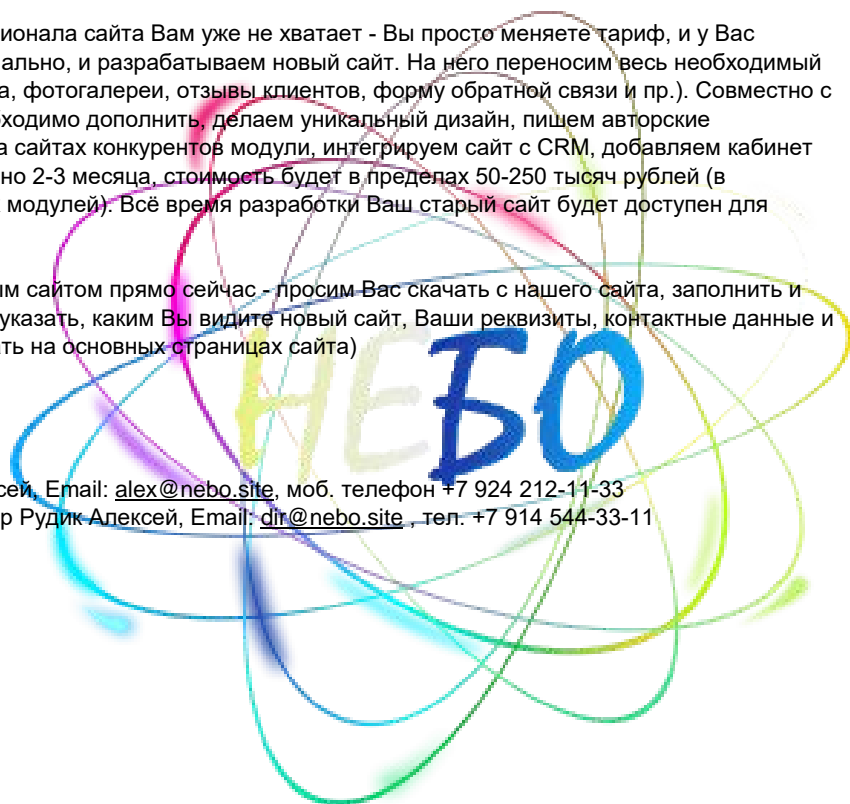 ионала сайта Вам уже не хватает - Вы просто меняете тариф, и у Вас
ально, и разрабатываем новый сайт. На него переносим весь необходимый
а, фотогалереи, отзывы клиентов, форму обратной связи и пр.). Совместно с
ходимо дополнить, делаем уникальный дизайн, пишем авторские
а сайтах конкурентов модули, интегрируем сайт с CRM, добавляем кабинет
но 2-3 месяца, стоимость будет в пределах 50-250 тысяч рублей (в
модулей). Всё время разработки Ваш старый сайт будет доступен для
ым сайтом прямо сейчас - просим Вас скачать с нашего сайта, заполнить и
указать, каким Вы видите новый сайт, Ваши реквизиты, контактные данные и
ать на основных страницах сайта)
НЕБО
сей, Email: alex@nebo.site, моб. телефон +7 924 212-11-33
р Рудик Алексей, Email: dir@nebo.site , тел. +7 914 544-33-11